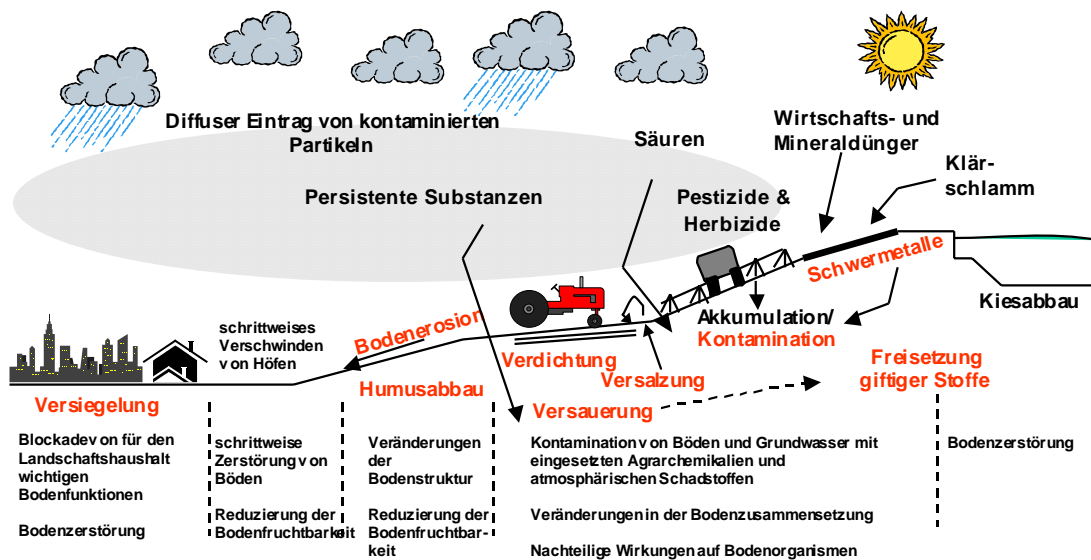 Diffuser Eintrag von kontaminierten
Partikeln
Säuren
Wirtschafts- und
Mineraldünger
Klär-
schlamm
Persistente Substanzen
Pestizide &
Herbizide
Schwermetalle
Kiesabbau
Akkumulation/
Kontamination
schrittweises
Verschwinden
von Höfen
Bodenerosion
Verdichtung
Versalzung
Freisetzung
giftiger Stoffe
Versiegelung
Humusabbau
Versauerung
Blockade von für den
Landschaftshaushalt
wichtigen
Bodenfunktionen
Bodenzerstörung
schrittweise
Zerstörung von
Böden
Reduzierung der
Bodenfruchtbarkeit
Veränderungen
der
Bodenstruktur
Reduzierung der
Bodenfruchtbar-
keit
Kontamination von Böden und Grundwasser mit
eingesetzten Agrarchemikalien und
atmosphärischen Schadstoffen
Veränderungen in der Bodenzusammensetzung
Nachteilige Wirkungen auf Bodenorganismen
Bodenzerstörung